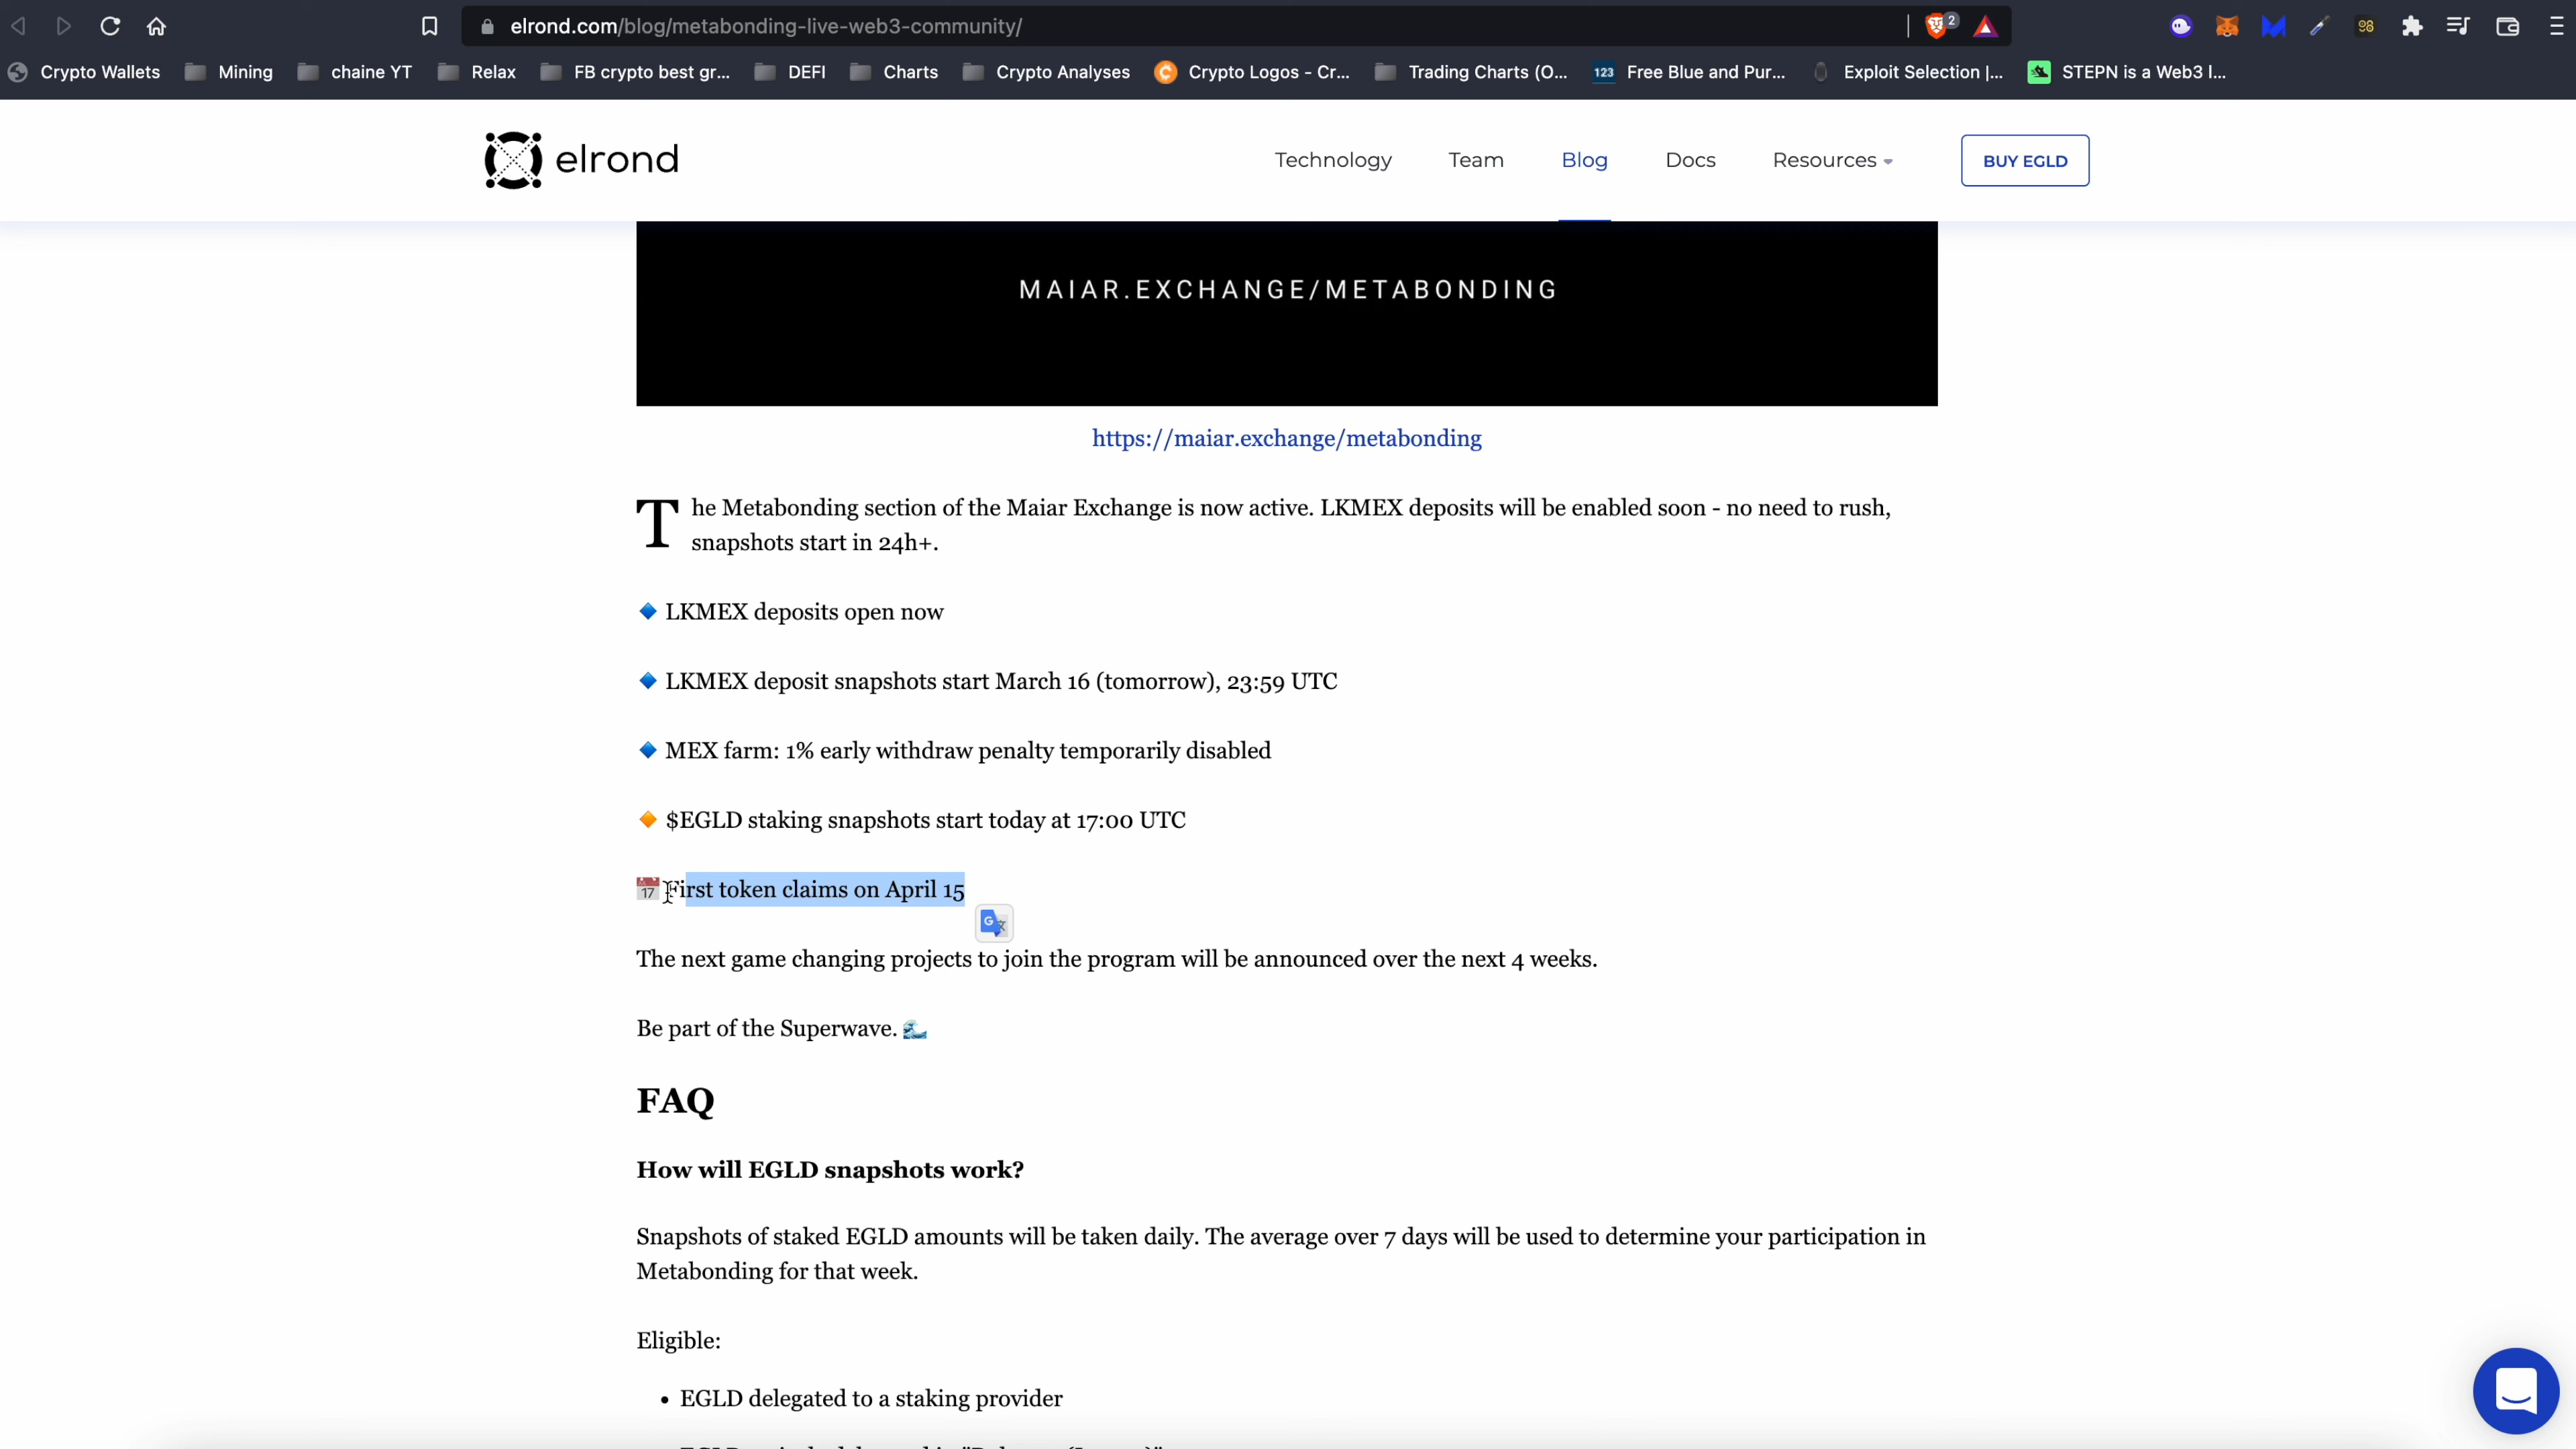 elrond.com/blog/metabonding-live-web3-community/
2
98
Crypto Wallets Mining chaine YT Relax FB crypto best gr... DEFI Charts Crypto Analyses Crypto Logos - Cr... Trading Charts (O... 123 Free Blue and Pur... Exploit Selection |... STEPN is a Web3 l...
elrond
Technology Team Blog Docs Resources BUY EGLD
MAIAR.EXCHANGE/METABONDING
https://maiar.exchange/metabonding
The Metabonding section of the Maiar Exchange is now active. LKMEX deposits will be enabled soon - no need to rush,
snapshots start in 24h+.
🔹 LKMEX deposits open now
🔹 LKMEX deposit snapshots start March 16 (tomorrow), 23:59 UTC
🔹 MEX farm: 1% early withdraw penalty temporarily disabled
🔸 $EGLD staking snapshots start today at 17:00 UTC
📅 First token claims on April 15
The next game changing projects to join the program will be announced over the next 4 weeks.
Be part of the Superwave. 🌊
FAQ
How will EGLD snapshots work?
Snapshots of staked EGLD amounts will be taken daily. The average over 7 days will be used to determine your participation in
Metabonding for that week.
Eligible:
• EGLD delegated to a staking provider